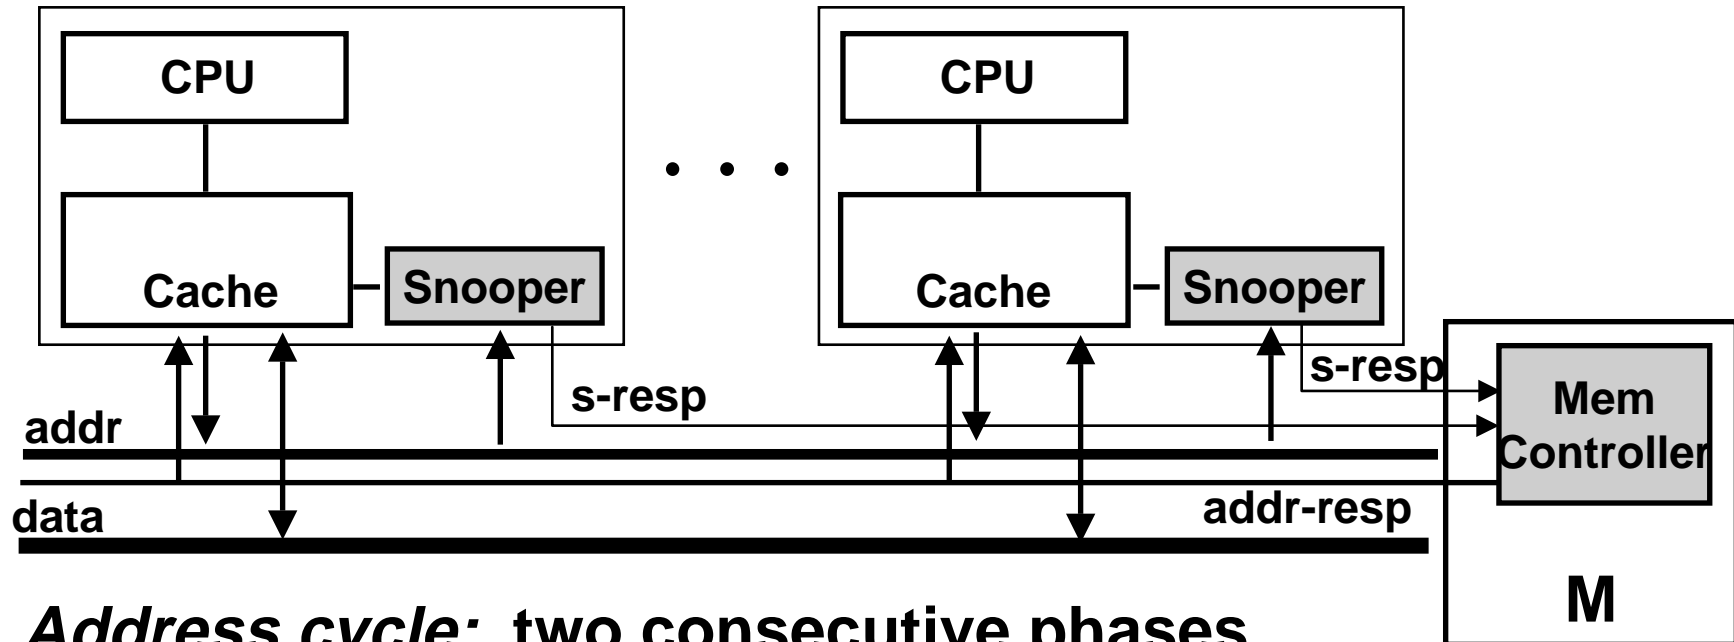 CPU
CPU
. . .
Cache
Snooper
Cache
Snooper
s-resp
s-resp
Mem
Controller
addr
addr-resp
data
M
Address cycle: two consecutive phases